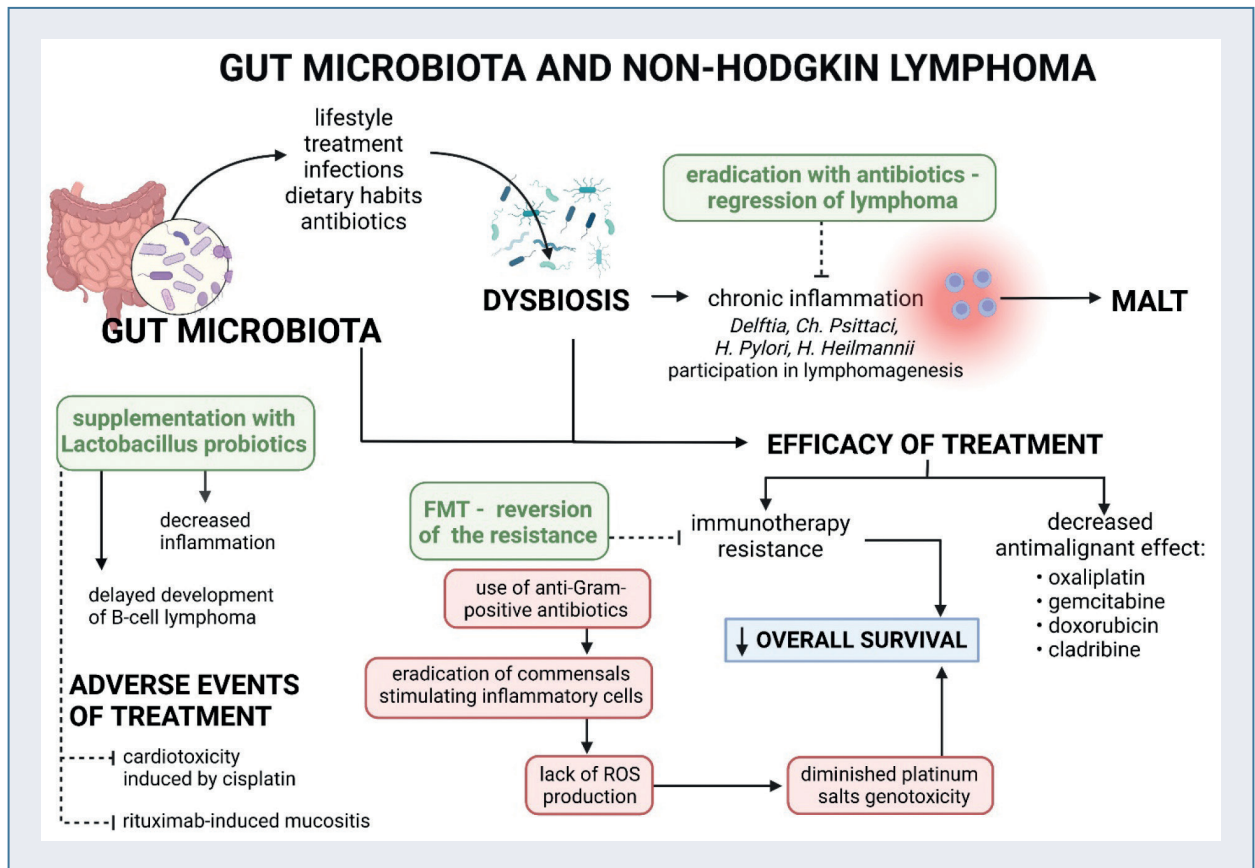 GUT MICROBIOTA AND NON-HODGKIN LYMPHOMA
lifestyle
treatment
infections
dietary habits
antibiotics
eradication with antibiotics -
regression of lymphoma
GUT MICROBIOTA
DYSBIOSIS
chronic inflammation
Delftia, Ch. Psittaci,
H. Pylori, H. Heilmannii
participation in lymphomagenesis
MALT
supplementation with
Lactobacillus probiotics
decreased
inflammation
delayed development
of B-cell lymphoma
ADVERSE EVENTS
OF TREATMENT
cardiotoxicity
induced by cisplatin
rituximab-induced mucositis
EFFICACY OF TREATMENT
FMT - reversion
of the resistance
immunotherapy
resistance
decreased
antimalignant effect:
• oxaliplatin
• gemcitabine
• doxorubicin
• cladribine
use of anti-Gram-
positive antibiotics
eradication of commensals
stimulating inflammatory cells
lack of ROS
production
diminished platinum
salts genotoxicity
↓ OVERALL SURVIVAL